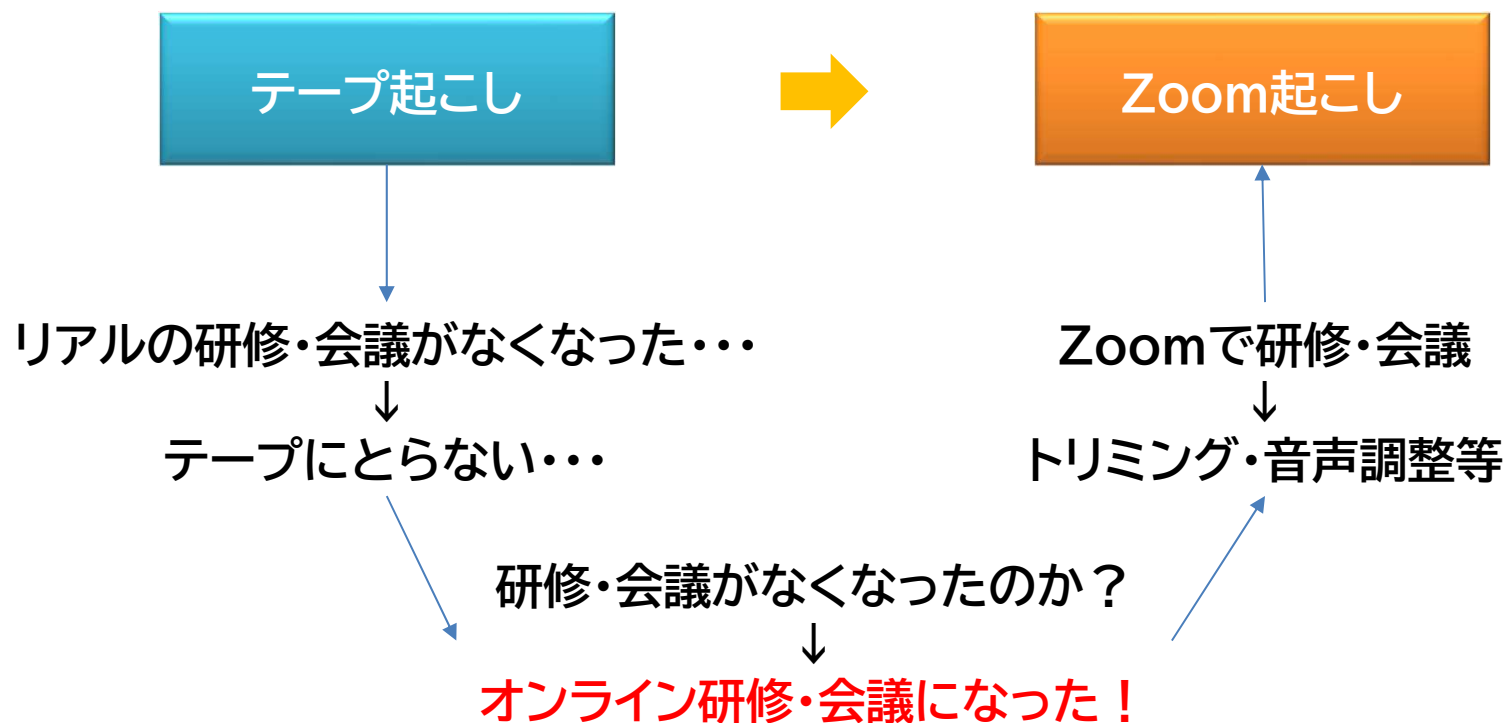 テープ起こし
Zoom起こし
リアルの研修・会議がなくなった・・・
↓
テープにとらない・・・
研修・会議がなくなったのか？
↓
オンライン研修・会議になった！
Zoomで研修・会議
↓
トリミング・音声調整等